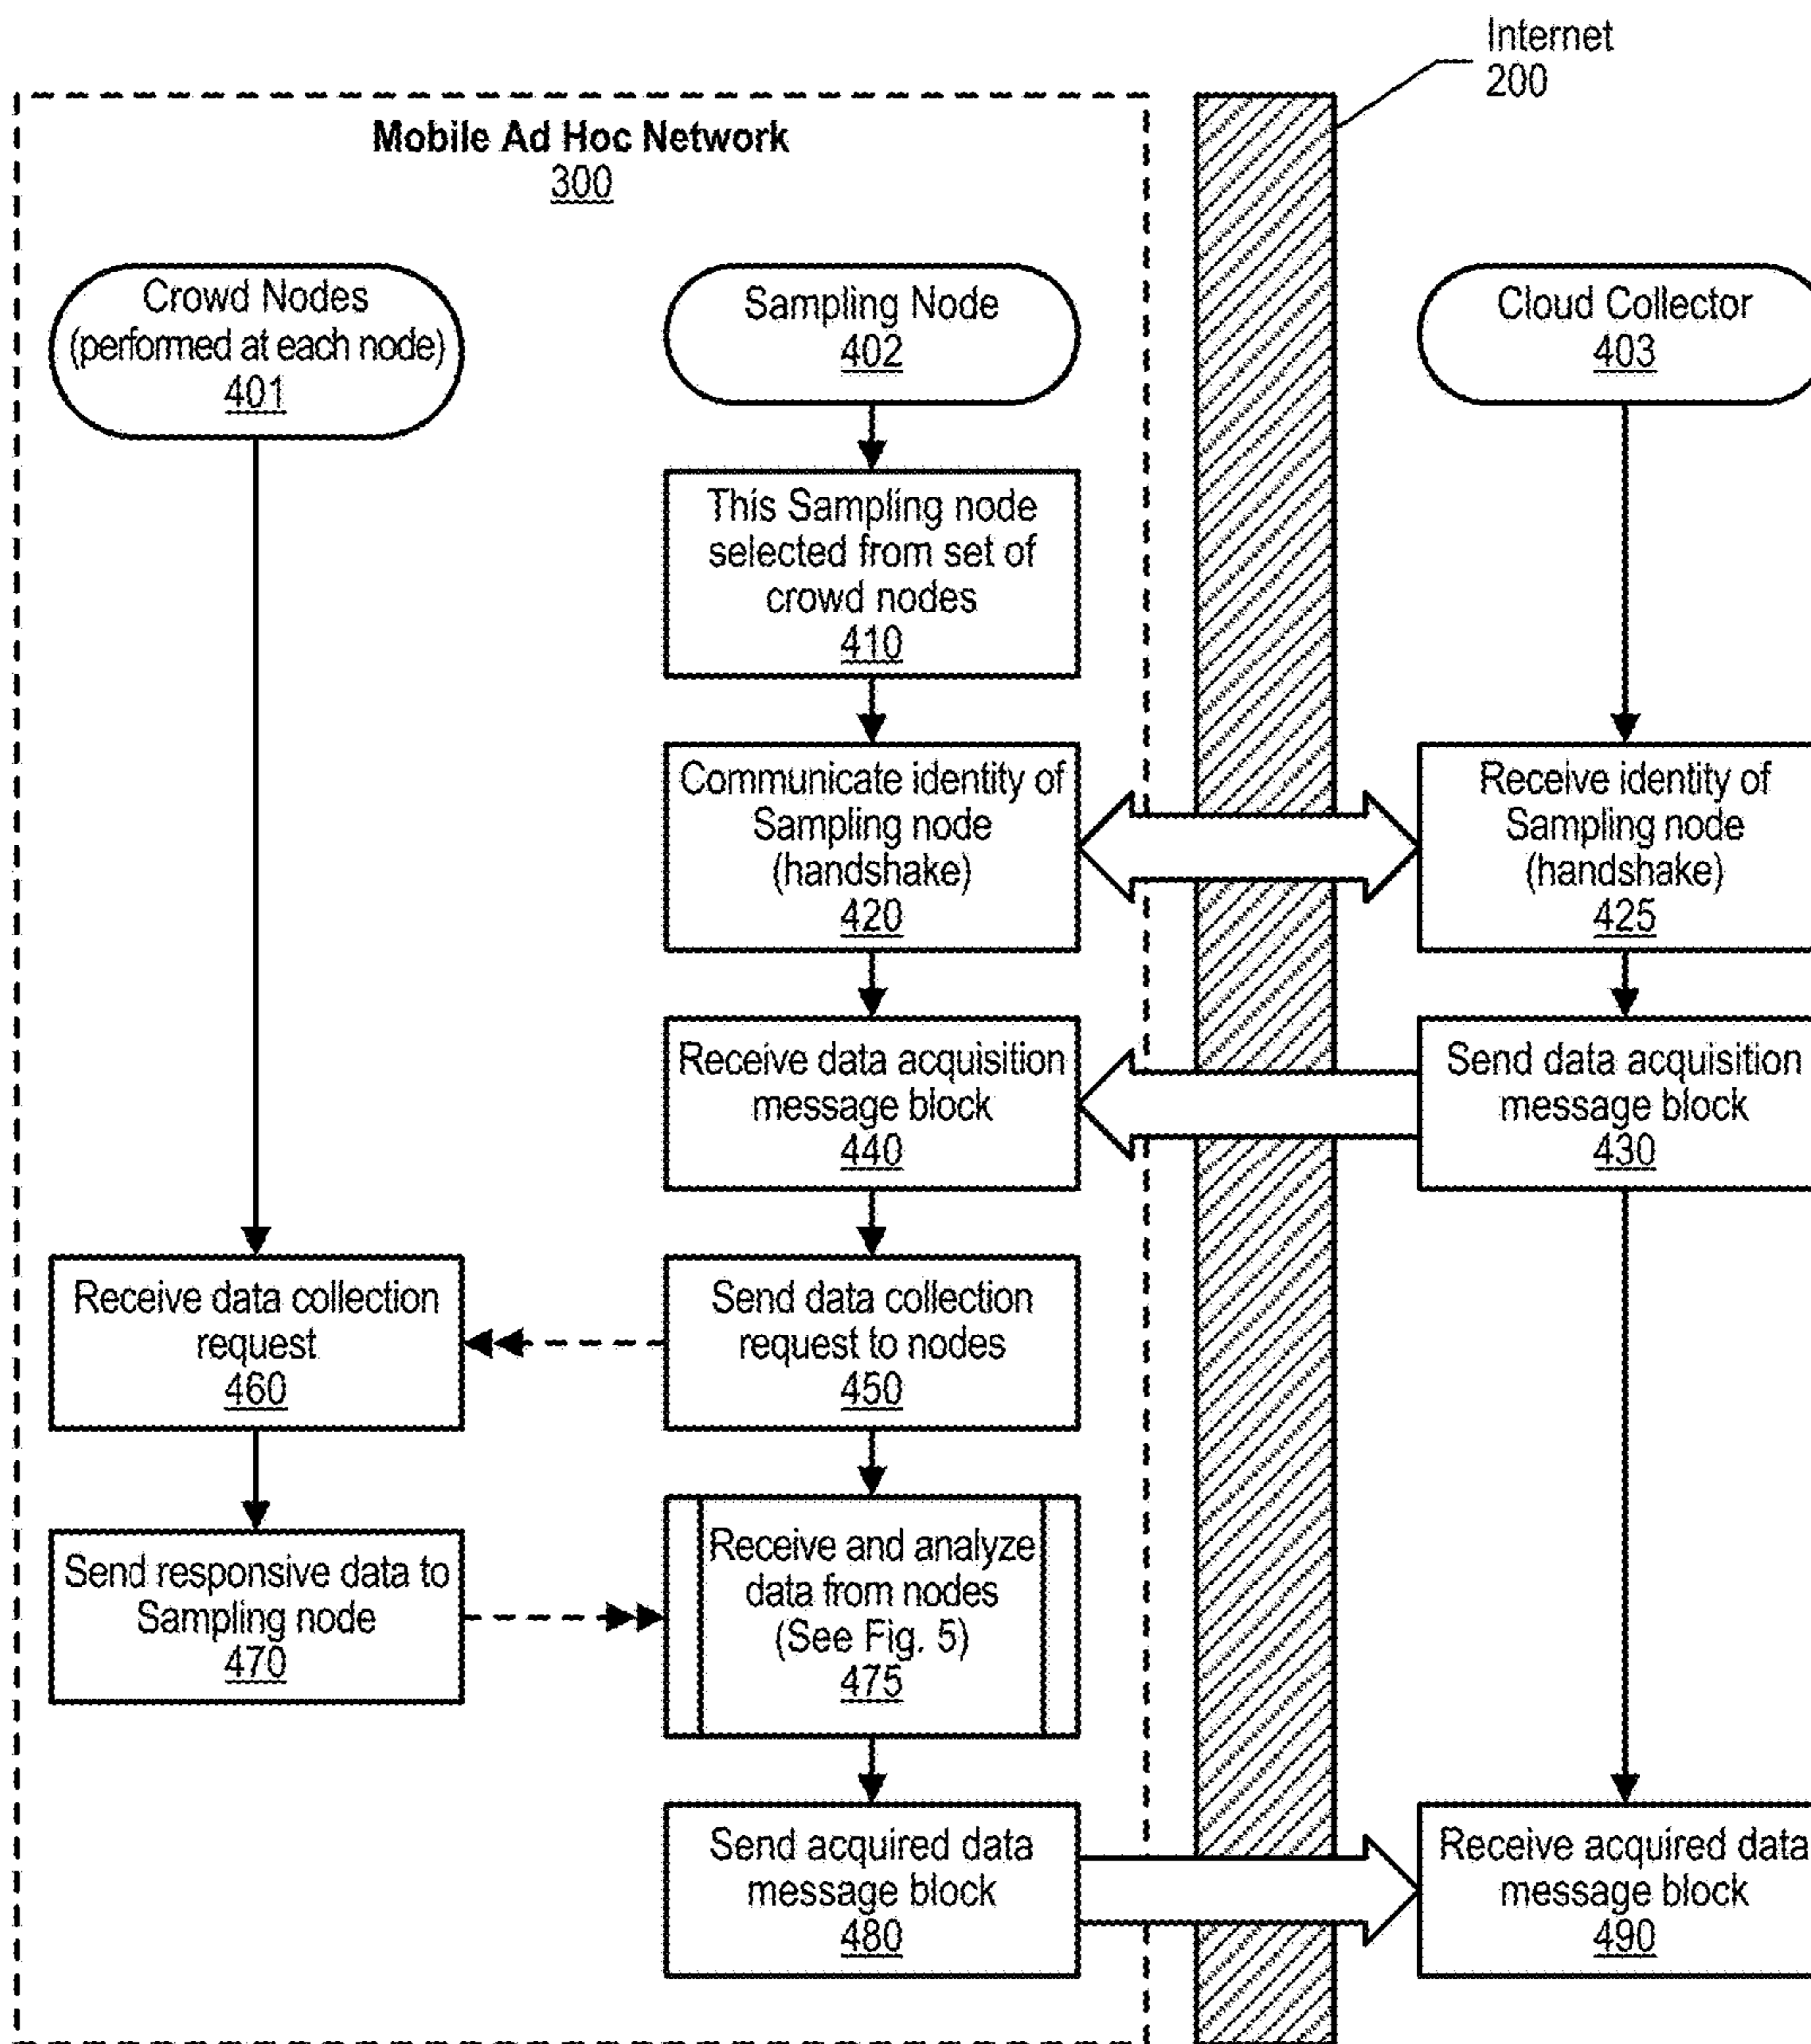 Internet
200
Mobile Ad Hoc Network
300
Crowd Nodes
(performed at each node)
401
Sampling Node
402
Cloud Collector
403
This Sampling node
selected from set of
crowd nodes
410
Communicate identity of
Sampling node
(handshake)
420
Receive identity of
Sampling node
(handshake)
425
Receive data acquisition
message block
440
Send data acquisition
message block
430
Receive data collection
request
460
Send data collection
request to nodes
450
Send responsive data to
Sampling node
470
Receive and analyze
data from nodes
(See Fig. 5)
475
Send acquired data
message block
480
Receive acquired data
message block
490